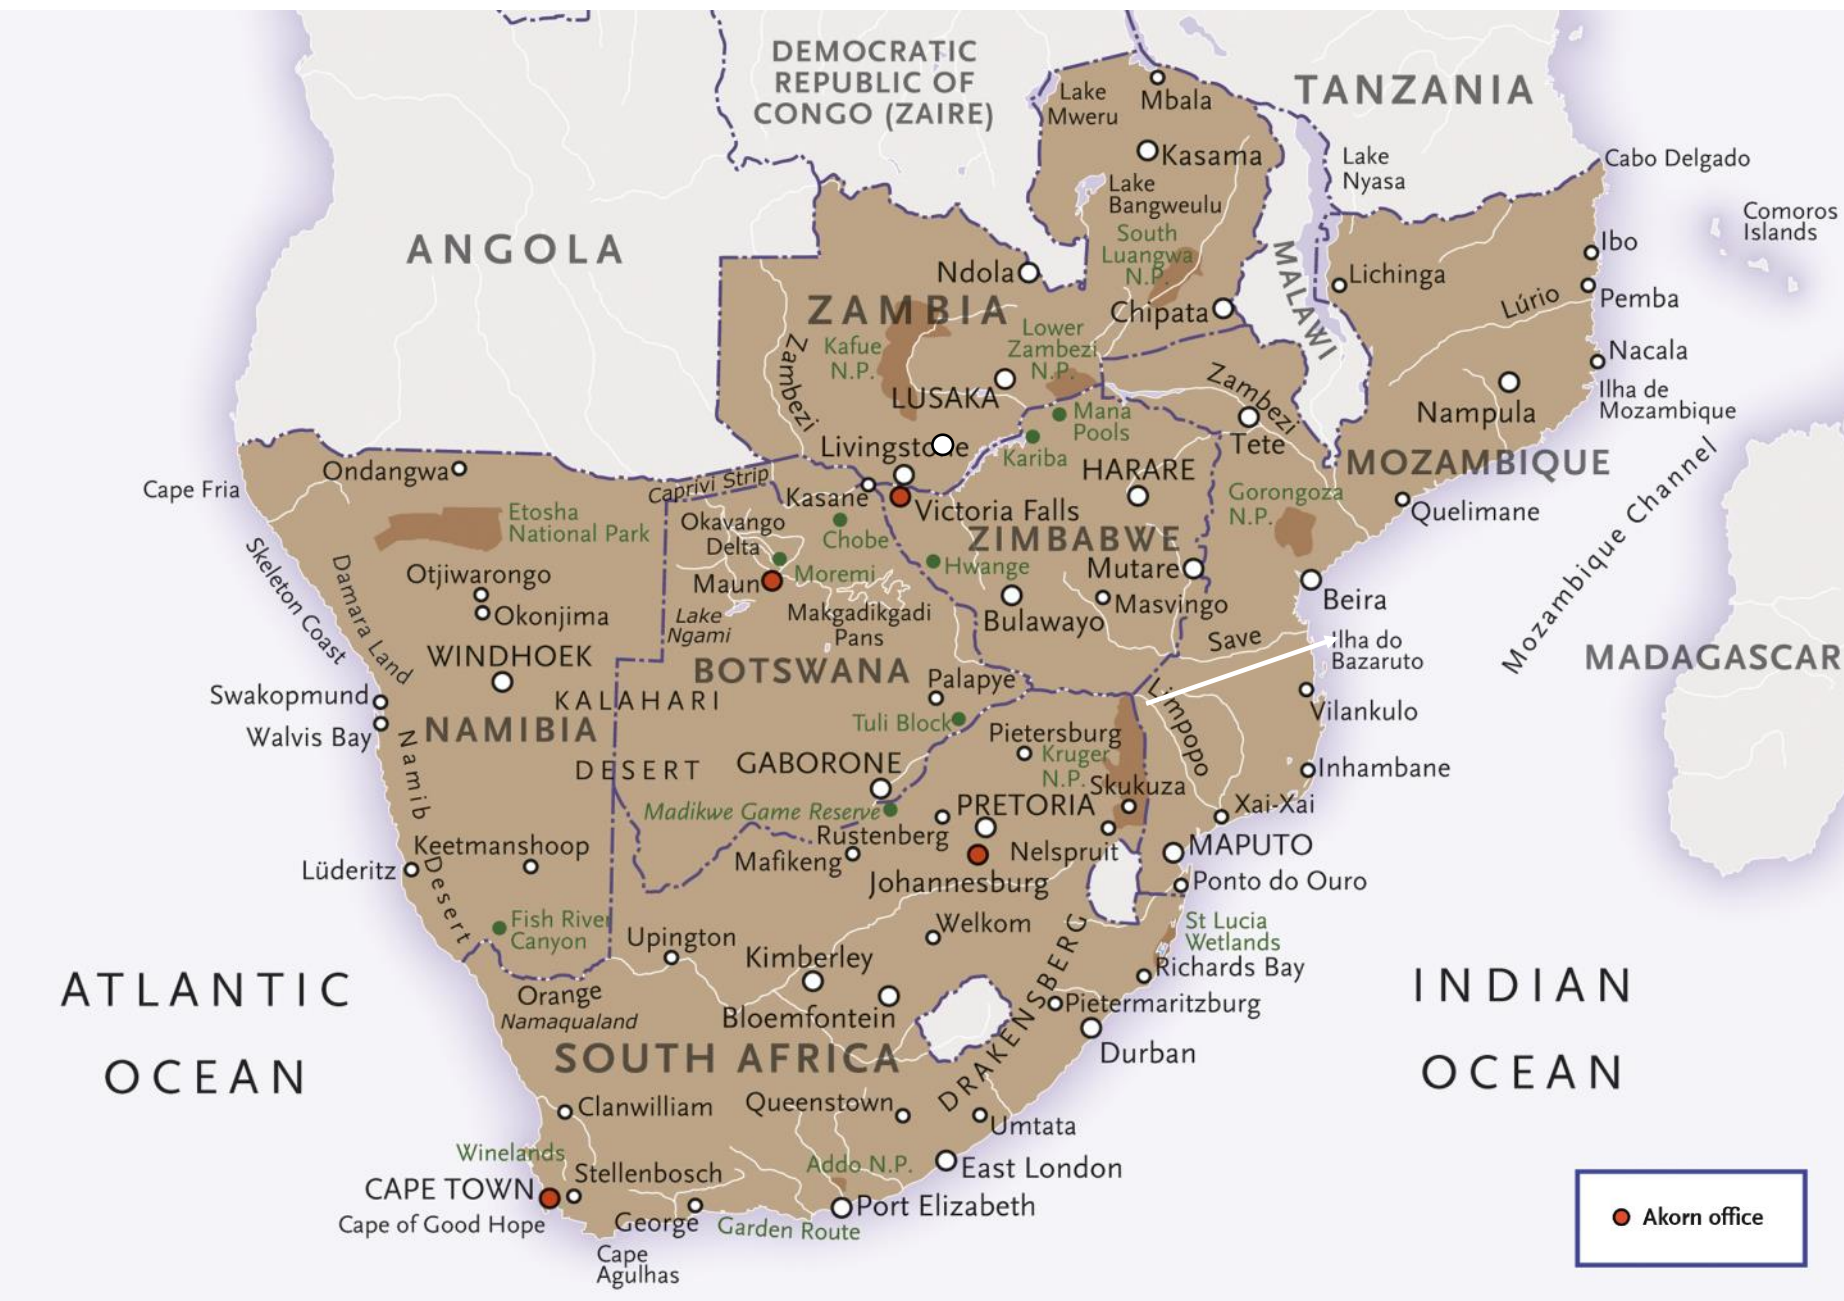 DEMOCRATIC
REPUBLIC OF
CONGO (ZAIRE)
TANZANIA
Lake
Mweru
Mbala
Kasama
Lake
Nyasa
Cabo Delgado
Lake
Bangweulu
Comoros
Islands
ANGOLA
South
Luangwa
N.P.
MALAWI
Ibo
Ndola
Lichinga
Pemba
Lúrio
ZAMBIA
Chipata
Zambezi
Kafue
N.P.
Lower
Zambezi
N.P.
Nacala
Zambezi
LUSAKA
Ilha de
Mozambique
Nampula
Mana
Pools
Livingstone
Kariba
Tete
Ondangwa
Caprivi Strip
HARARE
MOZAMBIQUE
Mozambique Channel
Cape Fria
Kasane
Gorongoza
N.P.
Etosha
National Park
Okavango
Delta
Victoria Falls
Quelimane
Chobe
ZIMBABWE
Skeleton Coast
Damara Land
Otjiwarongo
Moremi
Hwange
Mutare
Maun
Okonjima
Lake
Ngami
Makgadikgadi
Pans
Bulawayo
Masvingo
Beira
Save
Ilha do
Bazaruto
WINDHOEK
BOTSWANA
MADAGASCAR
Swakopmund
KALAHARI
Palapye
Limpopo
Vilankulo
Walvis Bay
NAMIBIA
Tuli Block
Pietersburg
Kruger
N.P.
Namib
Desert
DESERT
GABORONE
Skukuza
Inhambane
Madikwe Game Reserve
PRETORIA
Xai-Xai
Rustenberg
Keetmanshoop
Mafikeng
Nelspruit
MAPUTO
Lüderitz
Johannesburg
Ponto do Ouro
Fish River
Canyon
Welkom
St Lucia
Wetlands
Upington
Kimberley
DRAKENSBERG
Richards Bay
ATLANTIC
OCEAN
INDIAN
OCEAN
Orange
Namaqualand
Bloemfontein
Pietermaritzburg
SOUTH AFRICA
Durban
Clanwilliam
Queenstown
Umtata
Winelands
Stellenbosch
Addo N.P.
East London
CAPE TOWN
Cape of Good Hope
George
Garden Route
Port Elizabeth
Cape
Agulhas
Akorn office